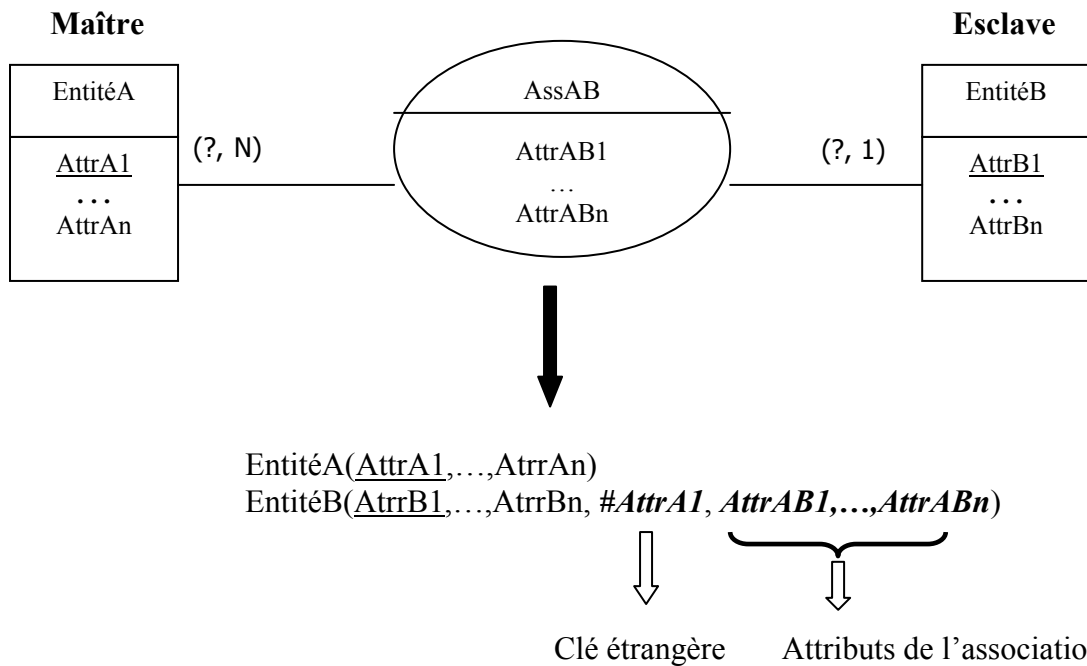 Maître
Esclave
EntitéA
AssAB
EntitéB
AttrA1
…
AttrAn
(?, N)
AttrAB1
…
AttrABn
(?, 1)
AttrB1
…
AttrBn
EntitéA(AttrA1,…,AtrrAn)
EntitéB(AtrrB1,…,AtrrBn, #AttrA1, AttrAB1,…,AttrABn)
Clé étrangère
Attributs de l’associatio